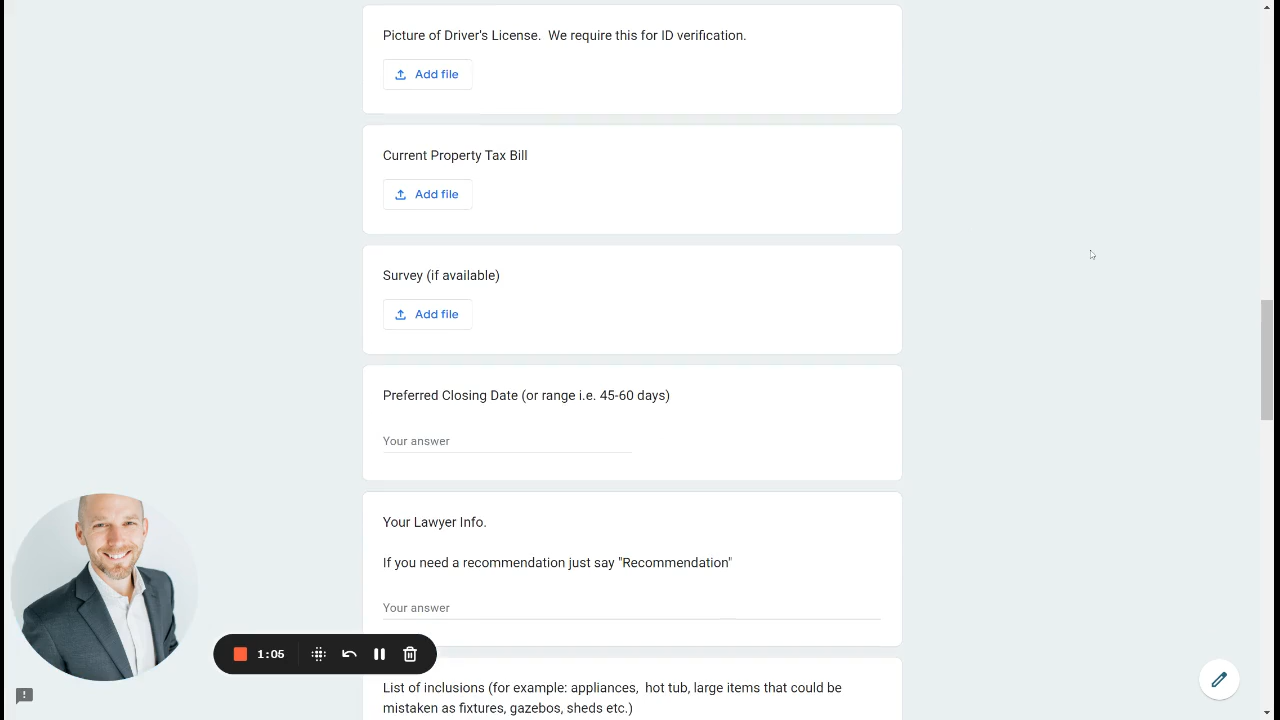 Picture of Driver's License.  We require this for ID verification.
Add file
Current Property Tax Bill
Add file
Survey (if available)
Add file
Preferred Closing Date (or range i.e. 45-60 days)
Your answer
Your Lawyer Info.
If you need a recommendation just say "Recommendation"
Your answer
1:05
List of inclusions (for example: appliances,  hot tub, large items that could be
mistaken as fixtures, gazebos, sheds etc.)